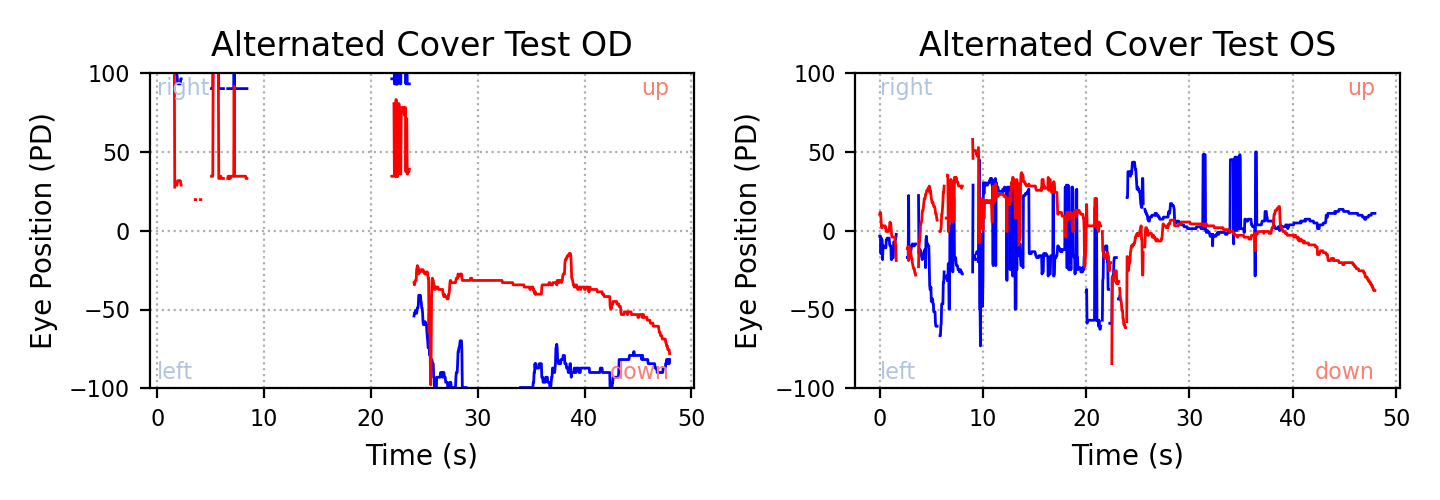 Alternated Cover Test OD
Eye Position (PD)
100
50
0
−50
−100
right
up
left
down
0
10
20
30
40
50
Time (s)
Alternated Cover Test OS
Eye Position (PD)
100
50
0
−50
−100
right
up
left
down
0
10
20
30
40
50
Time (s)